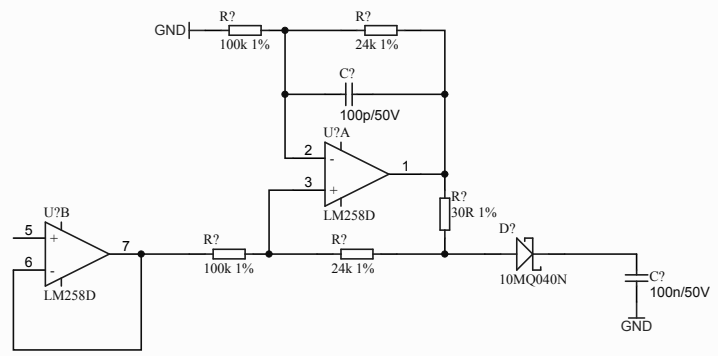 R?
R?
GND
100k 1%
24k 1%
C?
100p/50V
U?A
2
-
1
3
+
R?
30R 1%
LM258D
U?B
5
+
7
6
-
LM258D
R?
100k 1%
R?
24k 1%
D?
10MQ040N
C?
100n/50V
GND